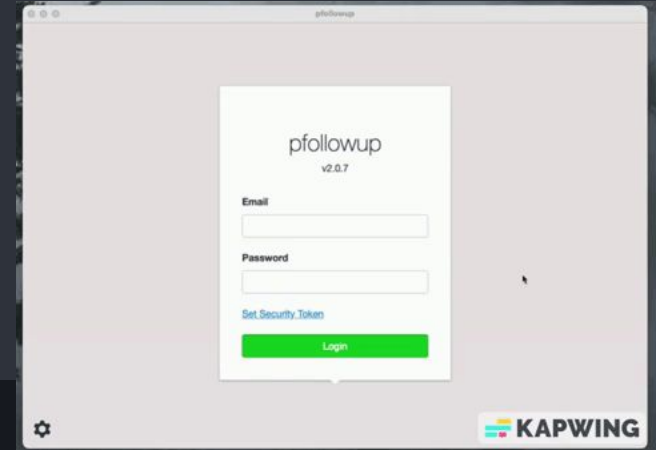 pfollowup
pfollowup
v2.0.7
Email
Password
Set Security Token
Login
KAPWING